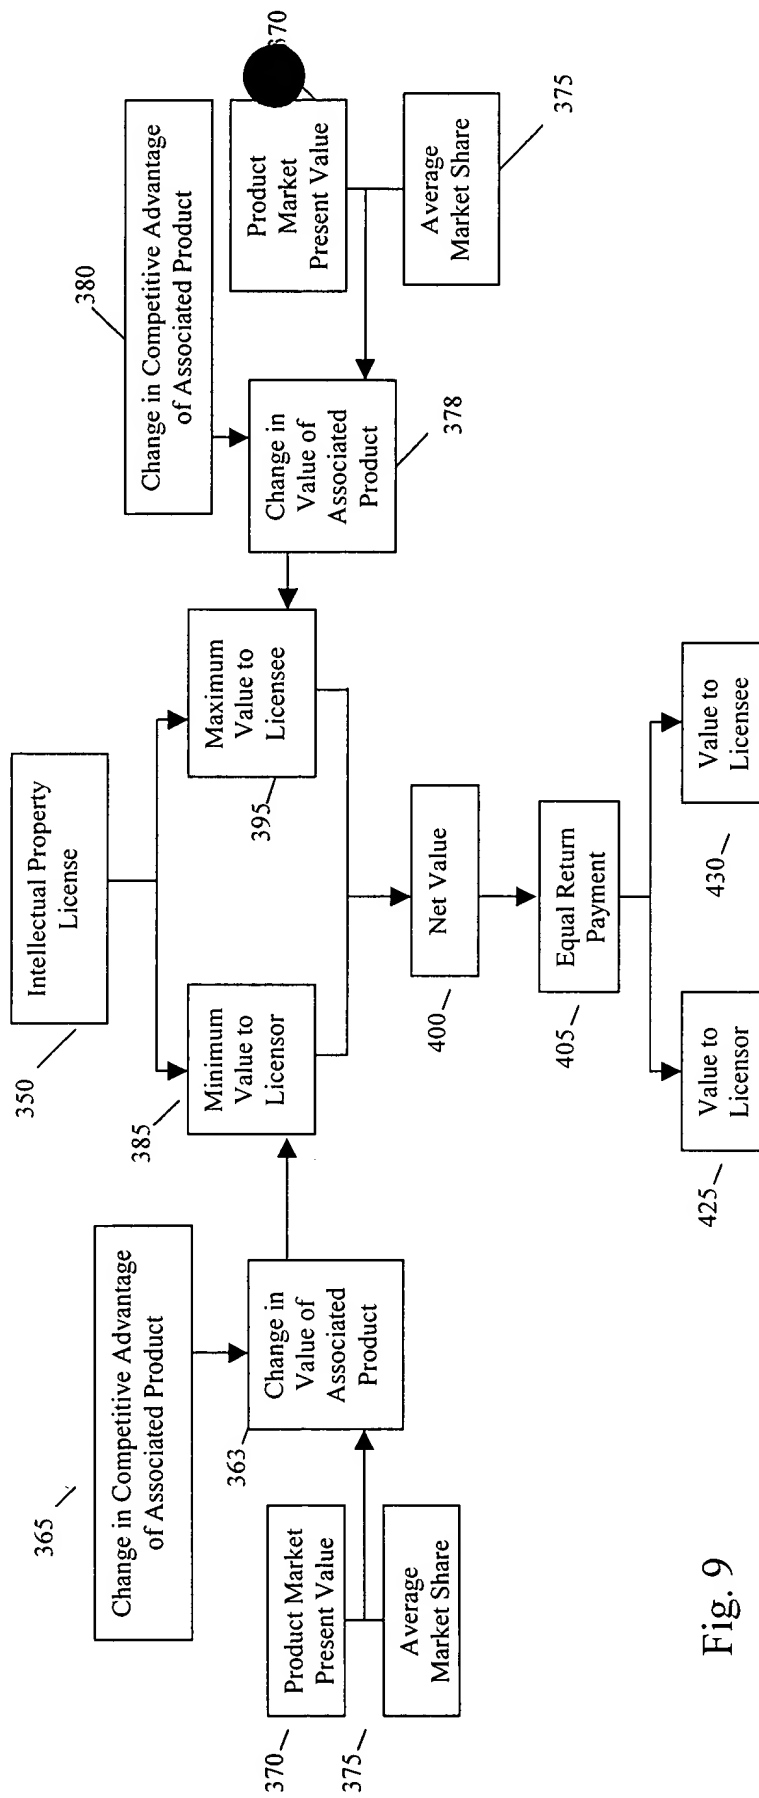 350
Intellectual Property
License
365
Change in Competitive Advantage
of Associated Product
380
Change in Competitive Advantage
of Associated Product
385
Minimum
Value to
Licensor
395
Maximum
Value to
Licensee
363
Change in
Value of
Associated
Product
Change in
Value of
Associated
Product
378
370
Product Market
Present Value
375
Average
Market Share
Product
Market
Present Value
Average
Market Share
375
400
Net Value
405
Equal Return
Payment
425
Value to
Licensor
430
Value to
Licensee
Fig. 9